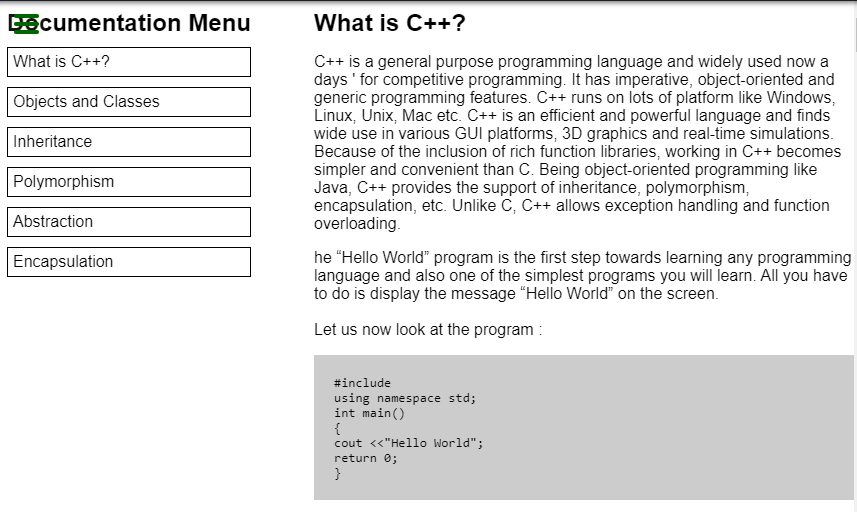 Documentation Menu
What is C++?
Objects and Classes
Inheritance
Polymorphism
Abstraction
Encapsulation
What is C++?
C++ is a general purpose programming language and widely used now a
days ' for competitive programming. It has imperative, object-oriented and
generic programming features. C++ runs on lots of platform like Windows,
Linux, Unix, Mac etc. C++ is an efficient and powerful language and finds
wide use in various GUI platforms, 3D graphics and real-time simulations.
Because of the inclusion of rich function libraries, working in C++ becomes
simpler and convenient than C. Being object-oriented programming like
Java, C++ provides the support of inheritance, polymorphism,
encapsulation, etc. Unlike C, C++ allows exception handling and function
overloading.
he “Hello World” program is the first step towards learning any programming
language and also one of the simplest programs you will learn. All you have
to do is display the message “Hello World” on the screen.
Let us now look at the program :
#include
using namespace std;
int main()
{
cout <<"Hello World";
return 0;
}